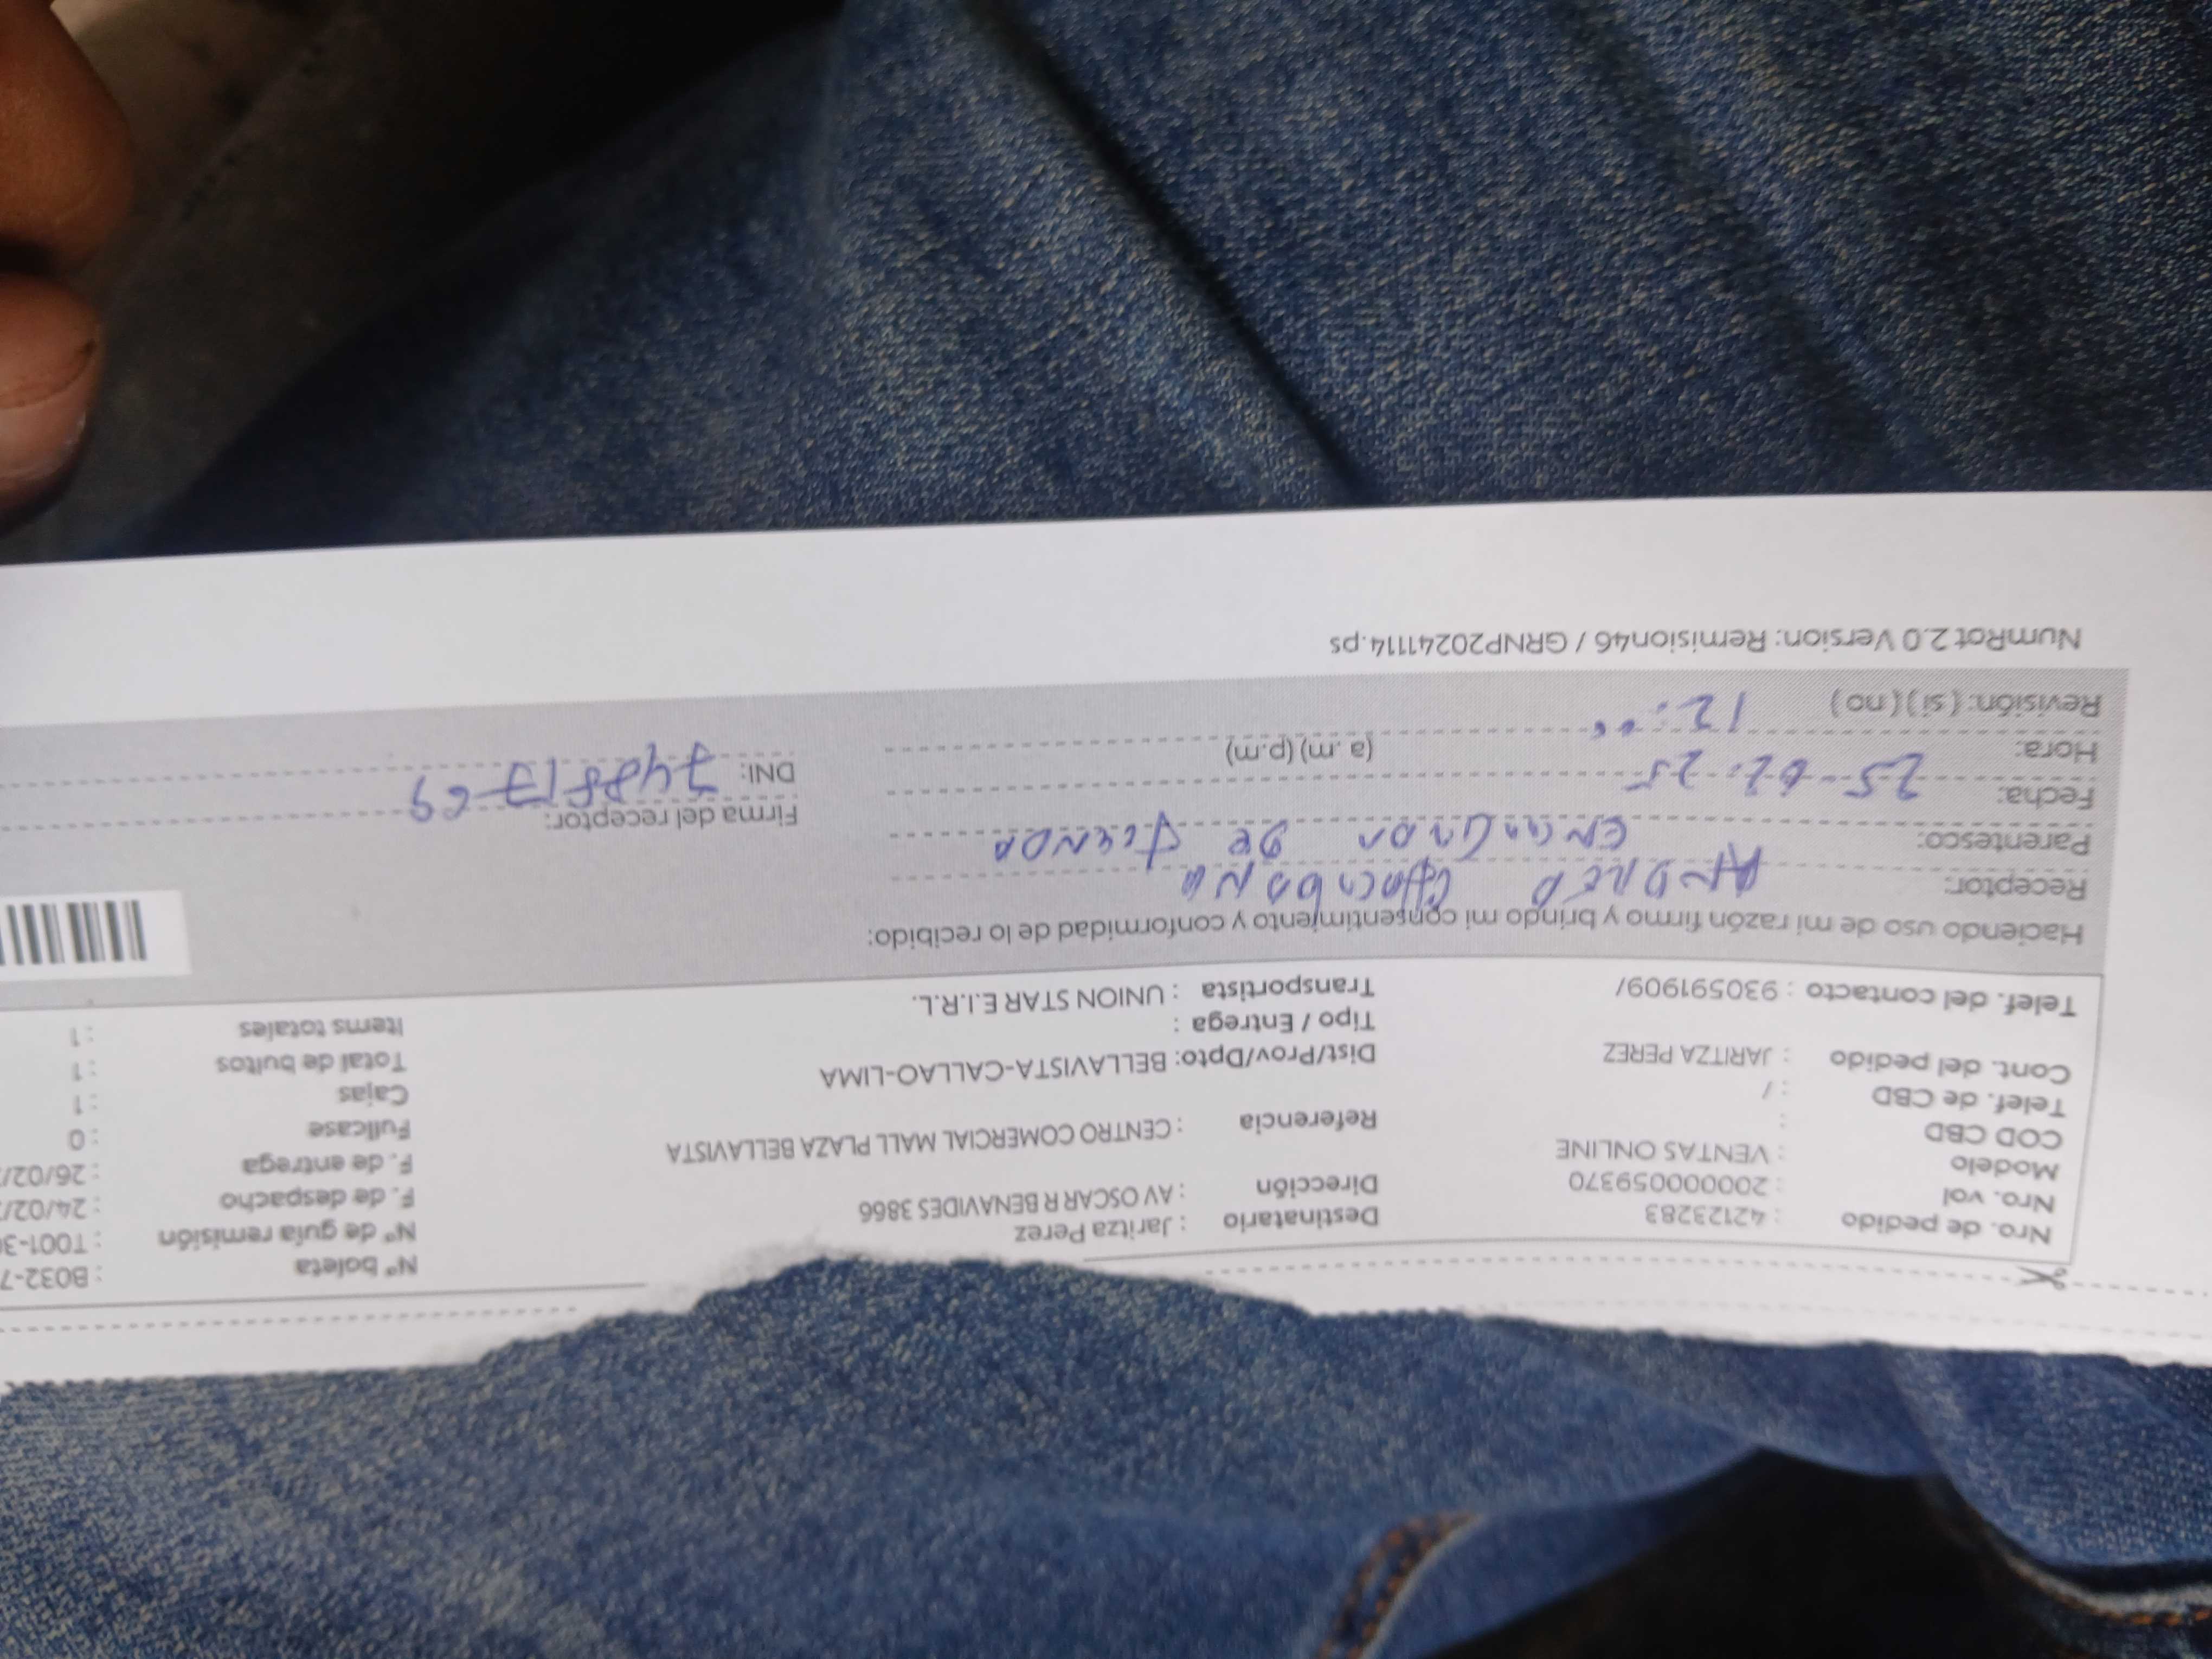 Nº boleta : B032-7
Nro. de pedido : 42123283 Destinatario : Jaritza Perez Nº de guía remisión : T001-3
Nro. vol : 20000059370 Dirección : AV OSCAR R BENAVIDES 3866 F. de despacho : 24/02/
Modelo : VENTAS ONLINE F. de entrega : 26/02/
COD CBD : Referencia : CENTRO COMERCIAL MALL PLAZA BELLAVISTA Fullcase : 0
Telef. de CBD : / Cajas : 1
Cont. del pedido : JARITZA PEREZ Dist/Prov/Dpto: BELLAVISTA-CALLAO-LIMA Total de bultos : 1
Tipo / Entrega : Items totales : 1
Telef. del contacto : 930591909/ Transportista : UNION STAR E.I.R.L.
Haciendo uso de mi razón firmo y brindo mi consentimiento y conformidad de lo recibido:
Receptor:
Parentesco: DE TIENDA Firma del receptor:
Fecha: 25-02-25 DNI:
Hora: 12:00 (a.m) (p.m)
Revisión: ( si ) ( no )
NumRot 2.0 Version: Remision46 / GRNP20241114.ps